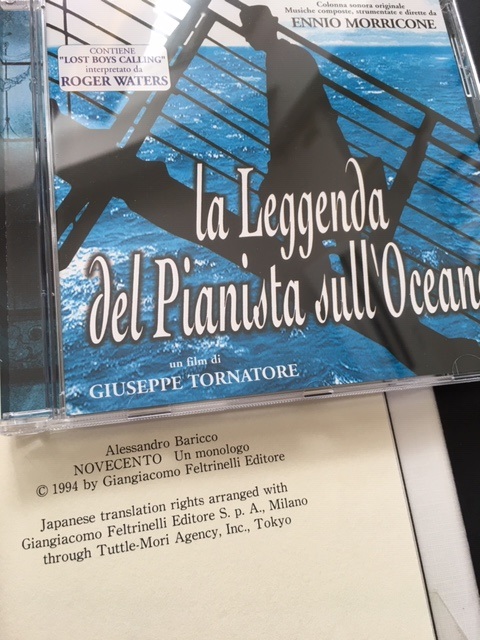 Colonna sonora originale
Musiche composte, strumentate e dirette da
ENNIO MORRICONE
CONTIENE
"LOST BOYS CALLING"
interpretato da
ROGER WATERS
la Leggenda
del Pianista sull'Oceano
un film di
GIUSEPPE TORNATORE
Alessandro Baricco
NOVECENTO Un monologo
© 1994 by Giangiacomo Feltrinelli Editore
Japanese translation rights arranged with
Giangiacomo Feltrinelli Editore S. p. A., Milano
through Tuttle-Mori Agency, Inc., Tokyo